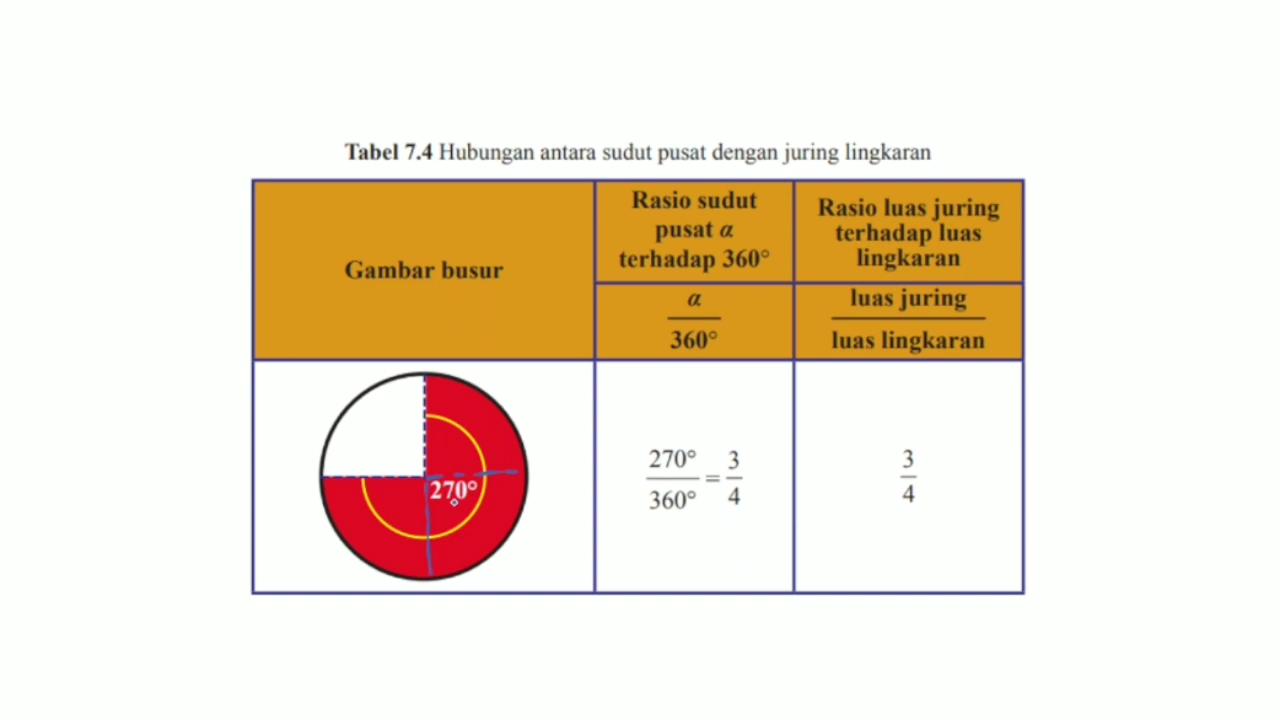 Tabel 7.4 Hubungan antara sudut pusat dengan juring lingkaran
Gambar busur
Rasio sudut
pusat α
terhadap 360°
Rasio luas juring
terhadap luas
lingkaran
α
360°
luas juring
luas lingkaran
270°
270°
360°
=
3
4
3
4